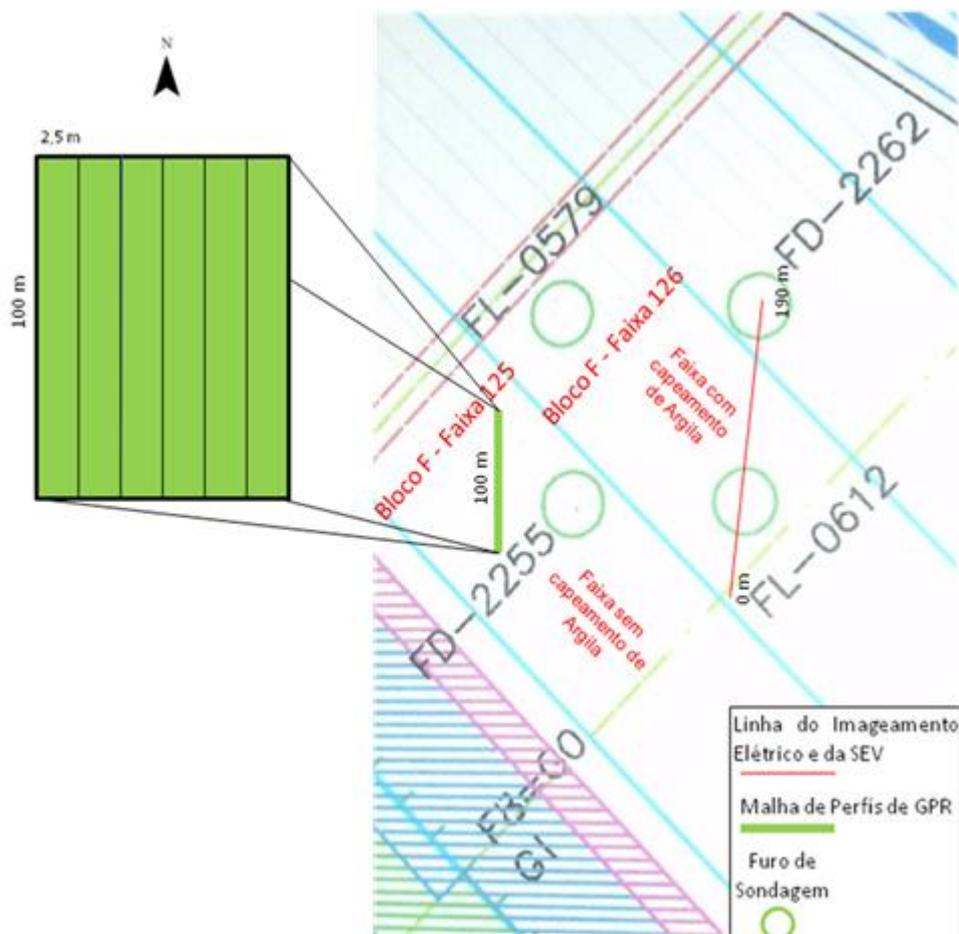 N
2,5 m
100 m
FL-0579
FD-2262
190 m
Bloco F - Faixa 125
Bloco F - Faixa 126
Faixa com
capeamento
de Argila
100 m
FD-2255
Faixa sem
capeamento de
Argila
0 m
FL-0612
GI
Linha do Imageamento
Elétrico e da SEV
Malha de Perfis de GPR
Furo de
Sondagem